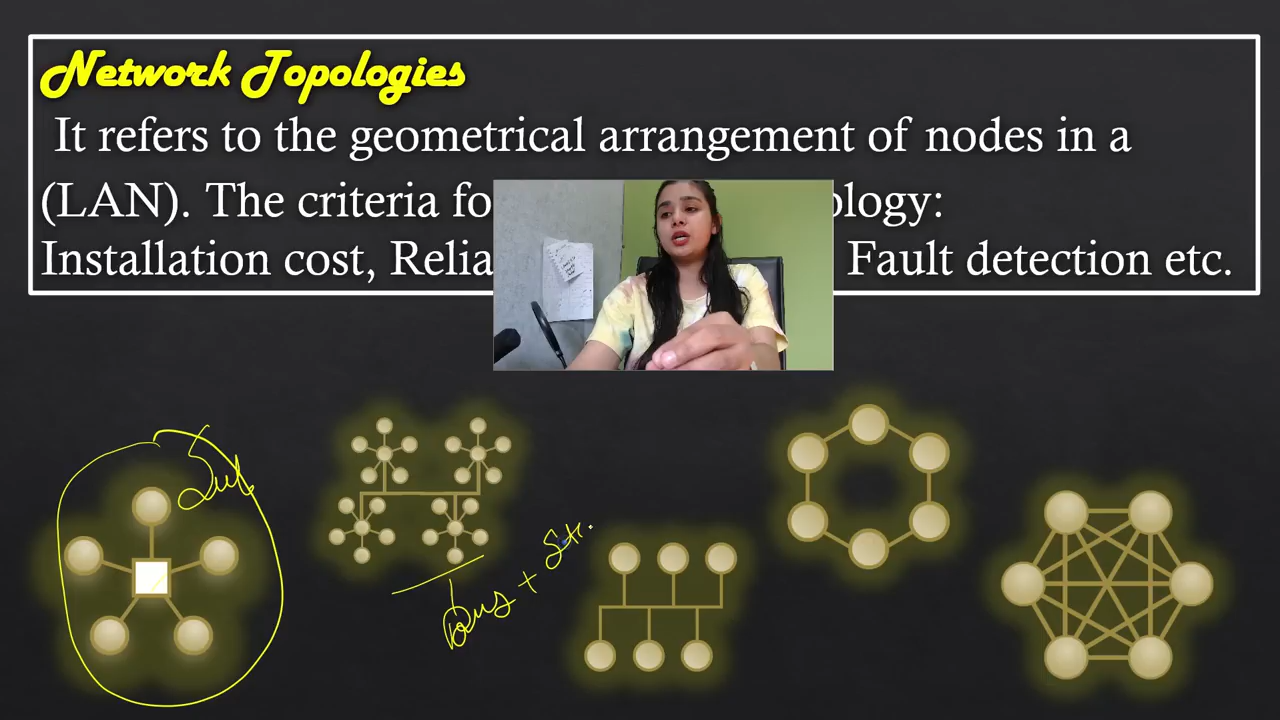 Network Topologies
It refers to the geometrical arrangement of nodes in a
(LAN). The criteria fo ology:
Installation cost, Relia Fault detection etc.
Bus + Str.